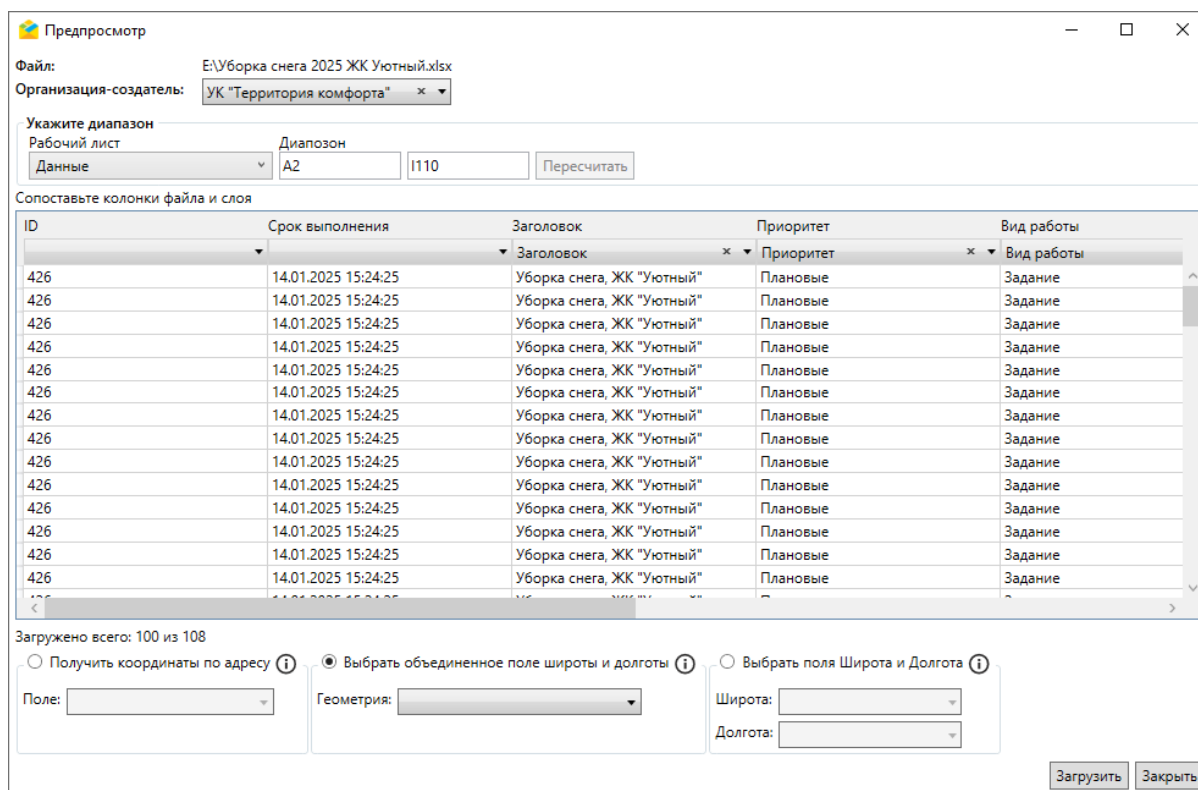 Предпросмотр
Файл: E:\Уборка снега 2025 ЖК Уютный.xlsx
Организация-создатель: УК "Территория комфорта"
Укажите диапазон
Рабочий лист Диапозон
Данные A2 I110 Пересчитать
Сопоставьте колонки файла и слоя
ID Срок выполнения Заголовок Приоритет Вид работы
Заголовок Приоритет Вид работы
426 14.01.2025 15:24:25 Уборка снега, ЖК "Уютный" Плановые Задание
426 14.01.2025 15:24:25 Уборка снега, ЖК "Уютный" Плановые Задание
426 14.01.2025 15:24:25 Уборка снега, ЖК "Уютный" Плановые Задание
426 14.01.2025 15:24:25 Уборка снега, ЖК "Уютный" Плановые Задание
426 14.01.2025 15:24:25 Уборка снега, ЖК "Уютный" Плановые Задание
426 14.01.2025 15:24:25 Уборка снега, ЖК "Уютный" Плановые Задание
426 14.01.2025 15:24:25 Уборка снега, ЖК "Уютный" Плановые Задание
426 14.01.2025 15:24:25 Уборка снега, ЖК "Уютный" Плановые Задание
426 14.01.2025 15:24:25 Уборка снега, ЖК "Уютный" Плановые Задание
426 14.01.2025 15:24:25 Уборка снега, ЖК "Уютный" Плановые Задание
426 14.01.2025 15:24:25 Уборка снега, ЖК "Уютный" Плановые Задание
426 14.01.2025 15:24:25 Уборка снега, ЖК "Уютный" Плановые Задание
426 14.01.2025 15:24:25 Уборка снега, ЖК "Уютный" Плановые Задание
426 14.01.2025 15:24:25 Уборка снега, ЖК "Уютный" Плановые Задание
Загружено всего: 100 из 108
Получить координаты по адресу Выбрать объединенное поле широты и долготы Выбрать поля Широта и Долгота
Поле: Геометрия: Широта:
Долгота:
Загрузить Закрыть